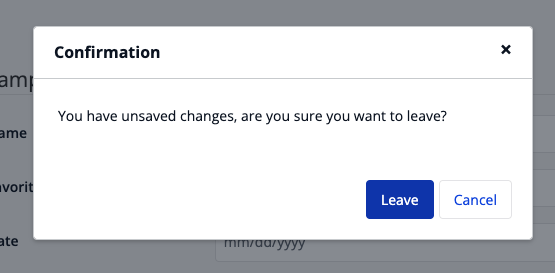 Confirmation
×
You have unsaved changes, are you sure you want to leave?
Leave
Cancel
mm/dd/yyyy